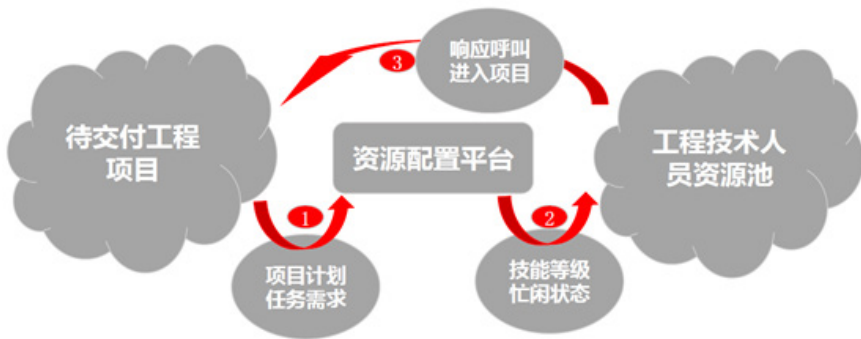 响应呼叫
进入项目
3
待交付工程
项目
资源配置平台
工程技术人
员资源池
1
2
项目计划
任务需求
技能等级
忙闲状态